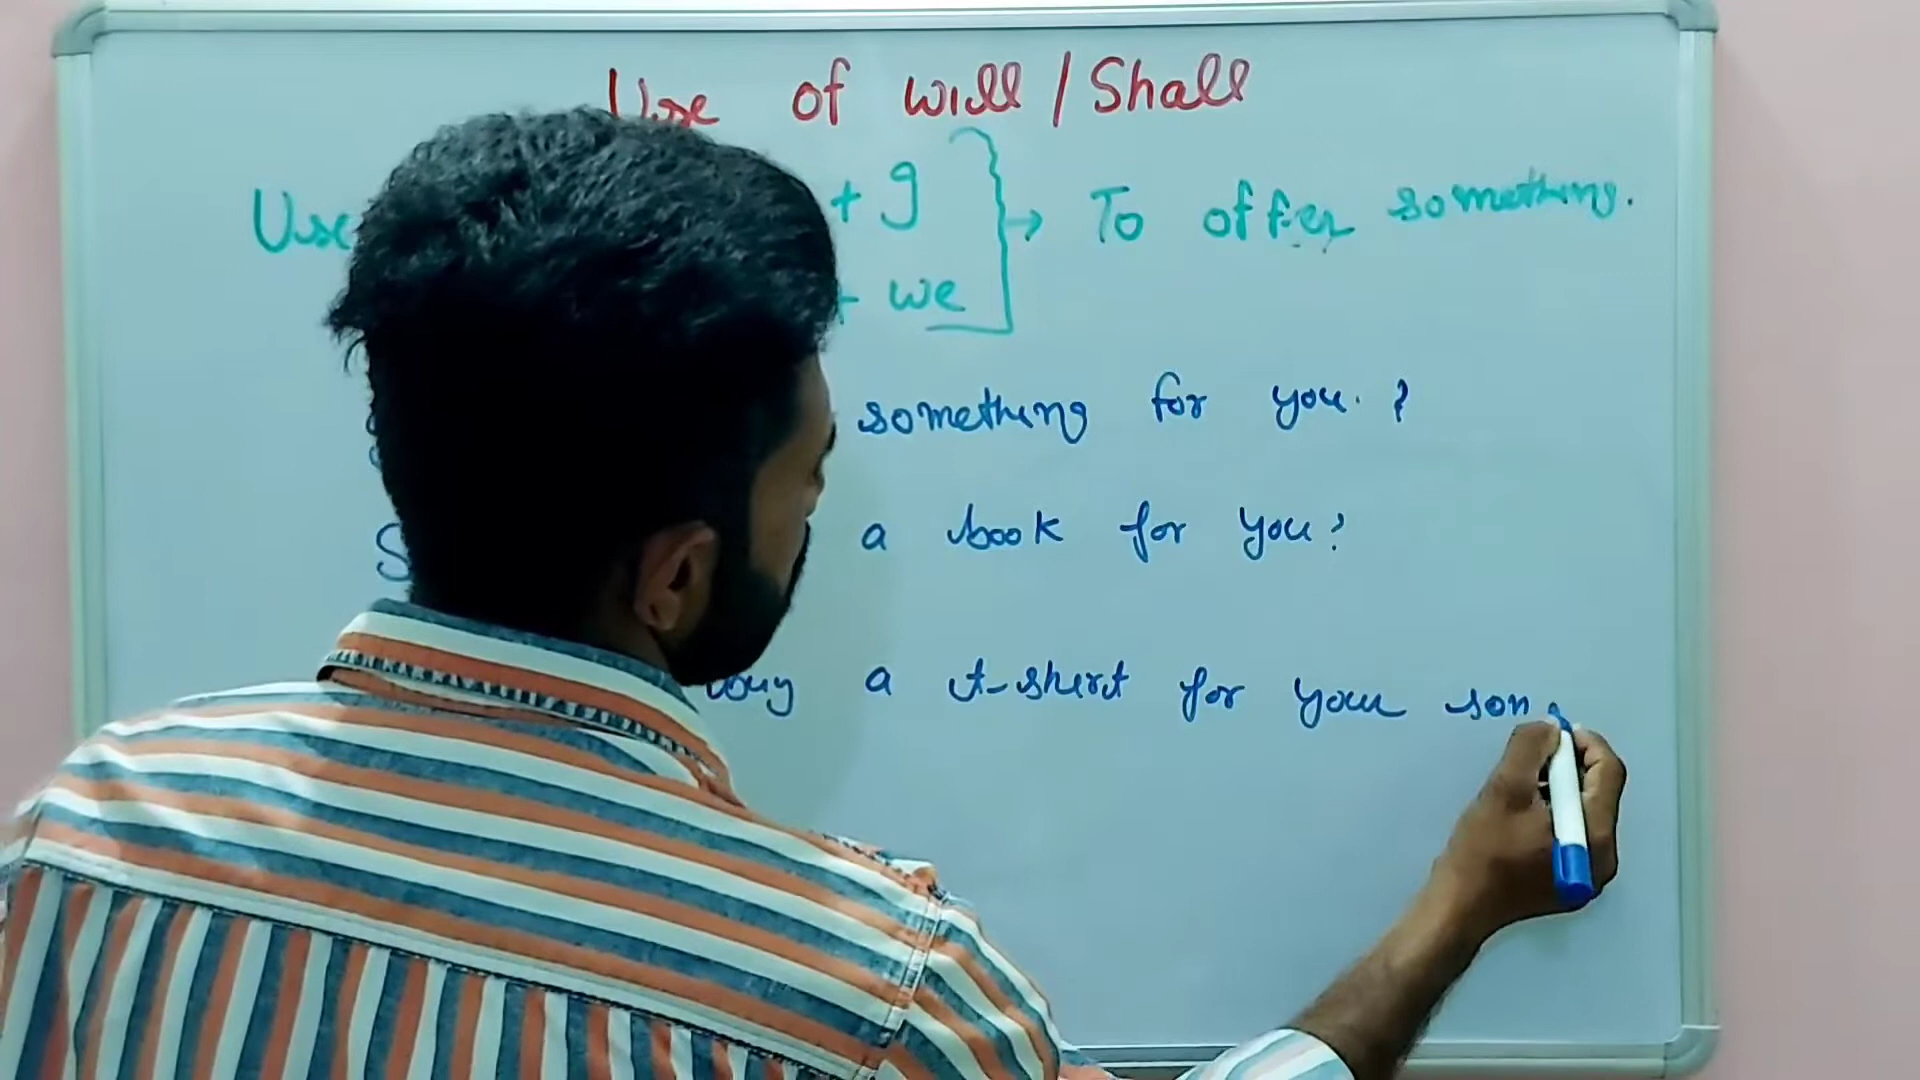 Use of will / Shall
Use + I → To offer something.
+ we
something for you. ?
a book for you?
buy a t-shirt for your son